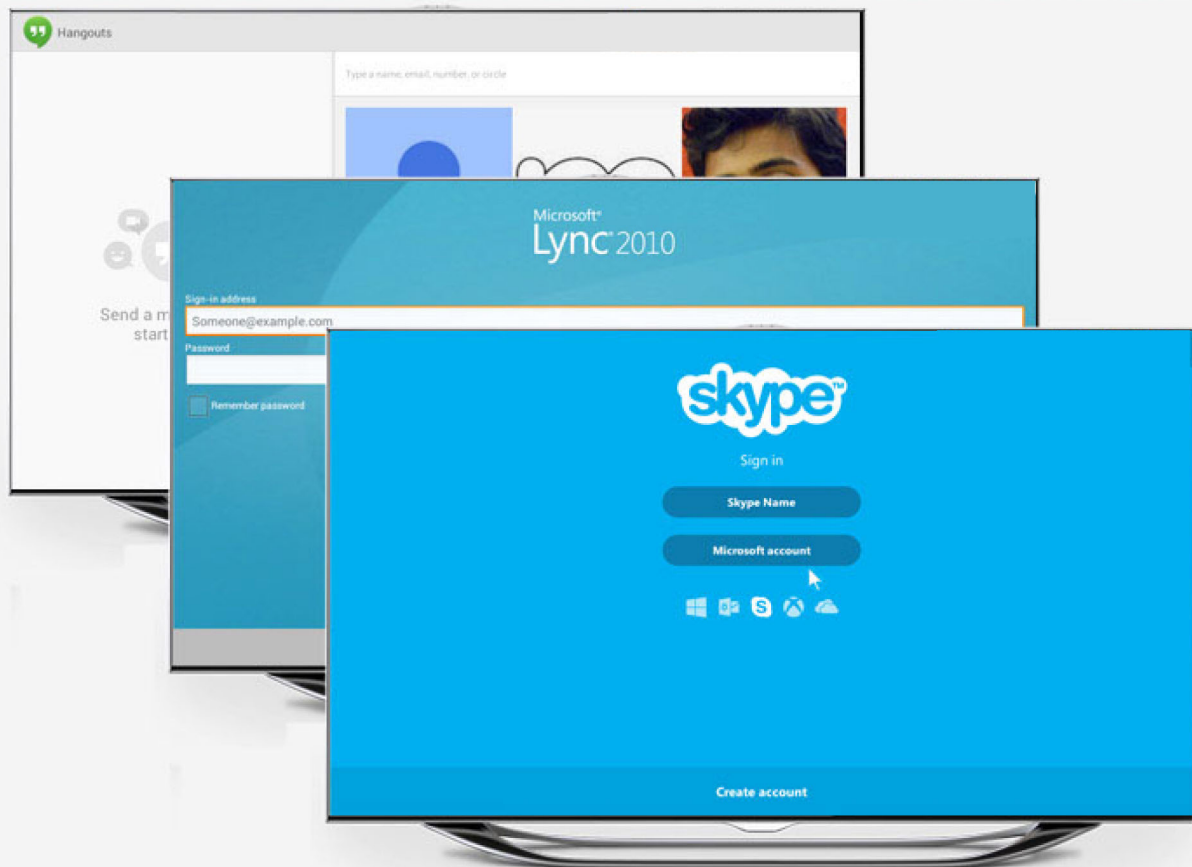 Hangouts
Type a name, email, number, or circle
Send a m
start
Microsoft®
Lync® 2010
Sign-in address
Someone@example.com
Password
Remember password
skype™
Sign in
Skype Name
Microsoft account
Create account